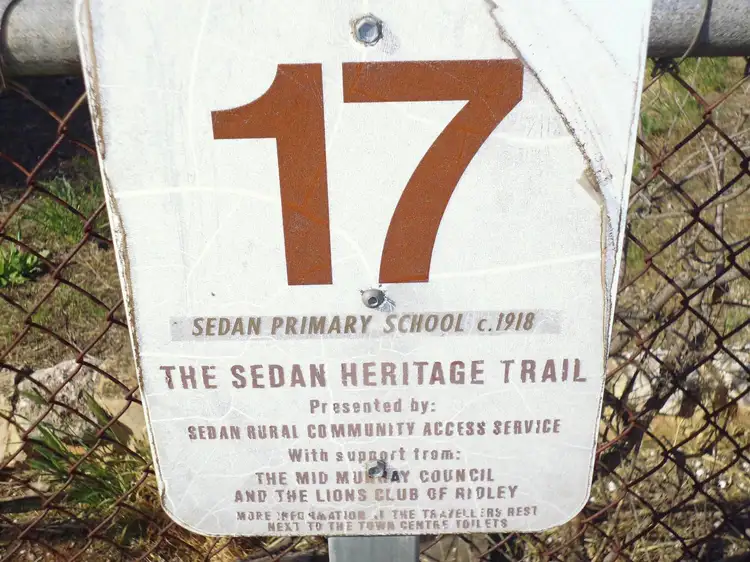 17
SEDAN PRIMARY SCHOOL c.1918
THE SEDAN HERITAGE TRAIL
Presented by:
SEDAN RURAL COMMUNITY ACCESS SERVICE
With support from:
THE MID MURRAY COUNCIL
AND THE LIONS CLUB OF RIDLEY
MORE INFORMATION AT THE TRAVELLERS REST
NEXT TO THE TOWN CENTRE TOILETS